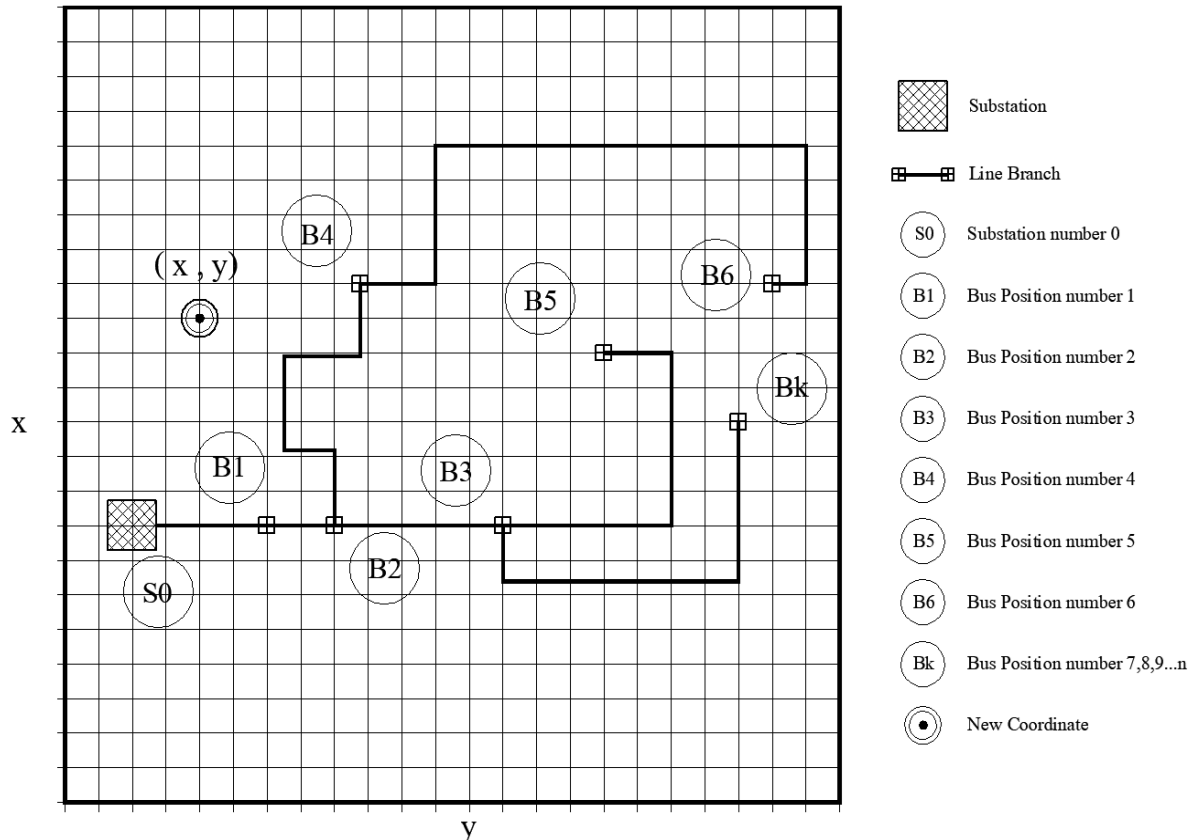 B4
( x , y)
B6
B5
Bk
x
B1
B3
B2
S0
y
Substation
Line Branch
S0 Substation number 0
B1 Bus Position number 1
B2 Bus Position number 2
B3 Bus Position number 3
B4 Bus Position number 4
B5 Bus Position number 5
B6 Bus Position number 6
Bk Bus Position number 7,8,9...n
New Coordinate